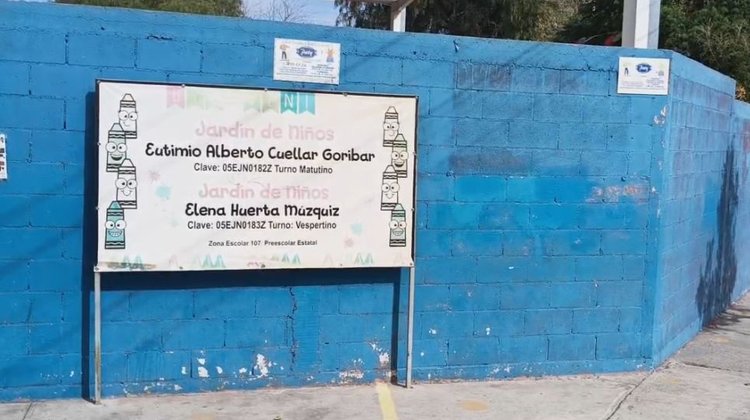 Jardín de Niños
Eutimio Alberto Cuellar Goribar
Clave: 05EJN0182Z Turno Matutino
Jardín de Niños
Elena Huerta Múzquiz
Clave: 05EJN0183Z Turno: Vespertino
Zona Escolar 107 Preescolar Estatal